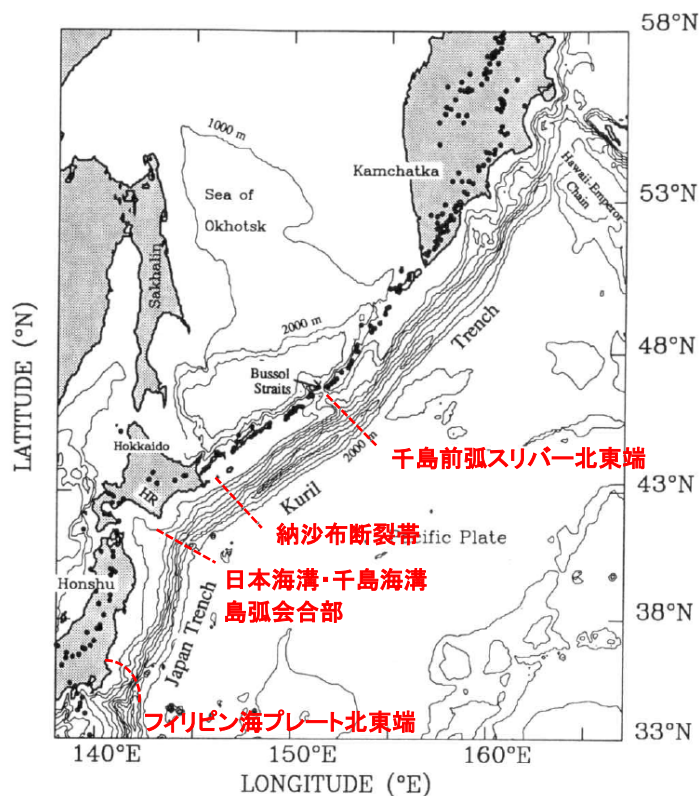 58°N
1000 m
Kamchatka
Sea of
Okhotsk
Hawaii-Emperor
Chain
53°N
Sakhalin
2000 m
Trench
Bussol
Straits
48°N
LATITUDE (°N)
2000 m
千島前弧スリバー北東端
Hokkaido
HR
Kuril
43°N
納沙布断裂帯
Pacific Plate
日本海溝・千島海溝
島弧会合部
Honshu
Japan Trench
38°N
フィリピン海プレート北東端
33°N
140°E
150°E
160°E
LONGITUDE (°E)